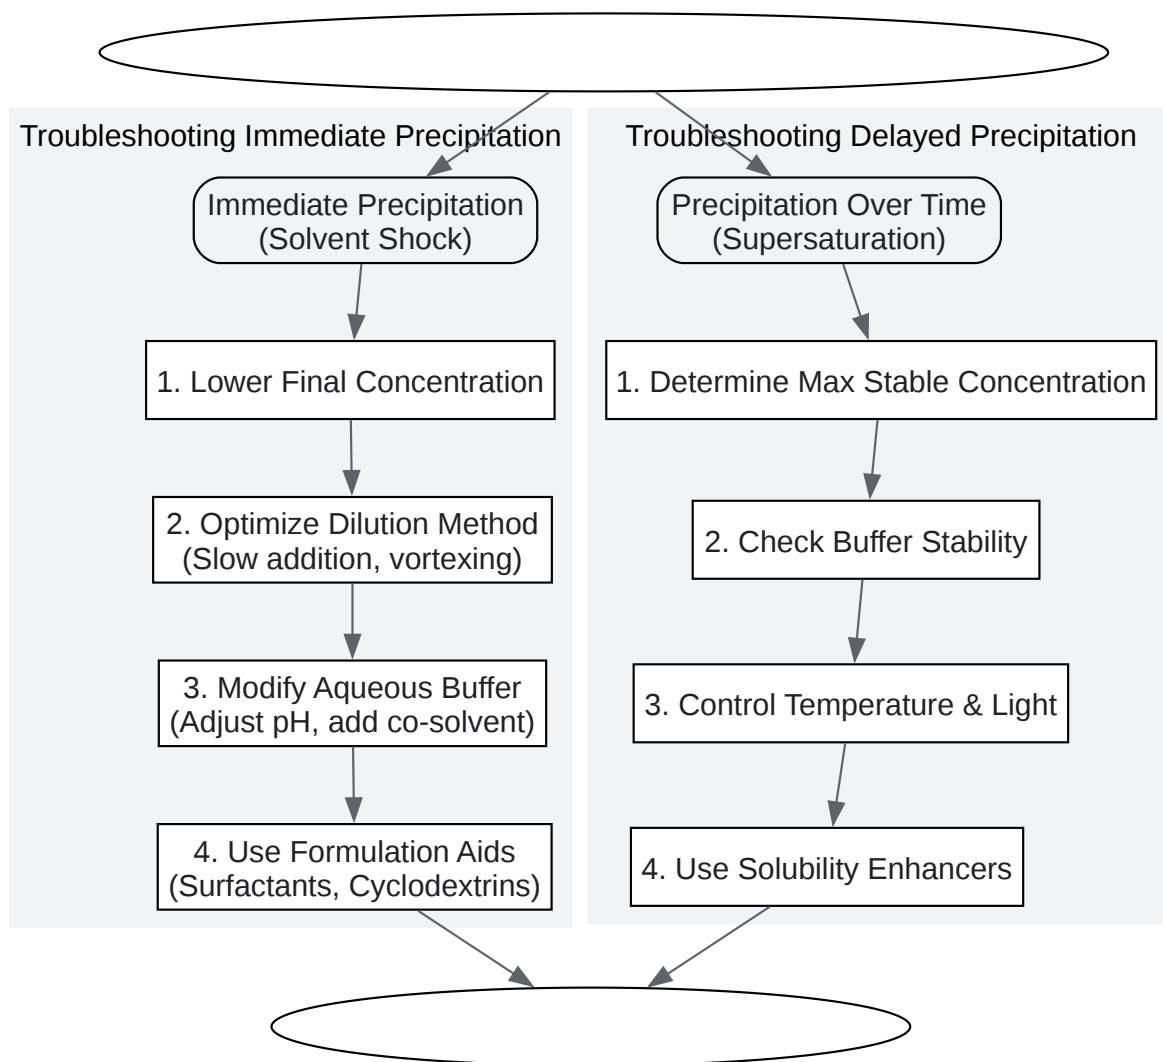 Troubleshooting Immediate Precipitation
Immediate Precipitation
(Solvent Shock)
1. Lower Final Concentration
2. Optimize Dilution Method
(Slow addition, vortexing)
3. Modify Aqueous Buffer
(Adjust pH, add co-solvent)
4. Use Formulation Aids
(Surfactants, Cyclodextrins)
Troubleshooting Delayed Precipitation
Precipitation Over Time
(Supersaturation)
1. Determine Max Stable Concentration
2. Check Buffer Stability
3. Control Temperature & Light
4. Use Solubility Enhancers